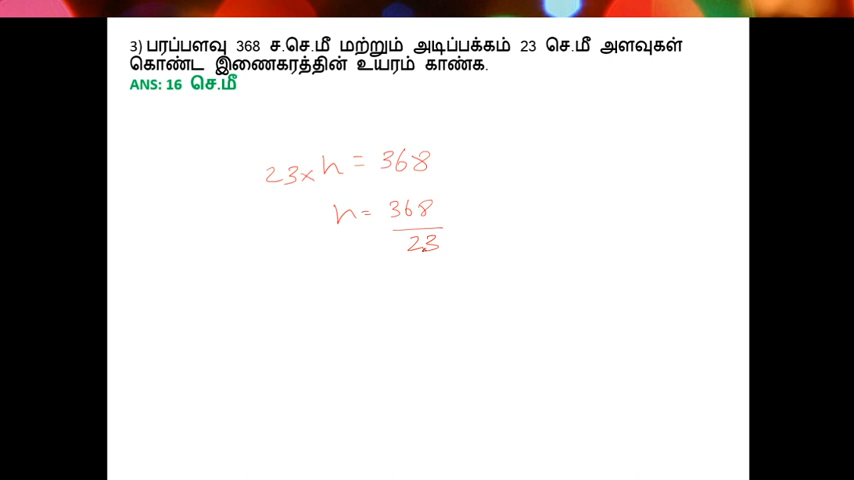 3) பரப்பளவு 368 ச.செ.மீ மற்றும் அடிப்பக்கம் 23 செ.மீ அளவுகள்
கொண்ட இணைகரத்தின் உயரம் காண்க.
ANS: 16 செ.மீ
23 x h = 368
h = 368
23